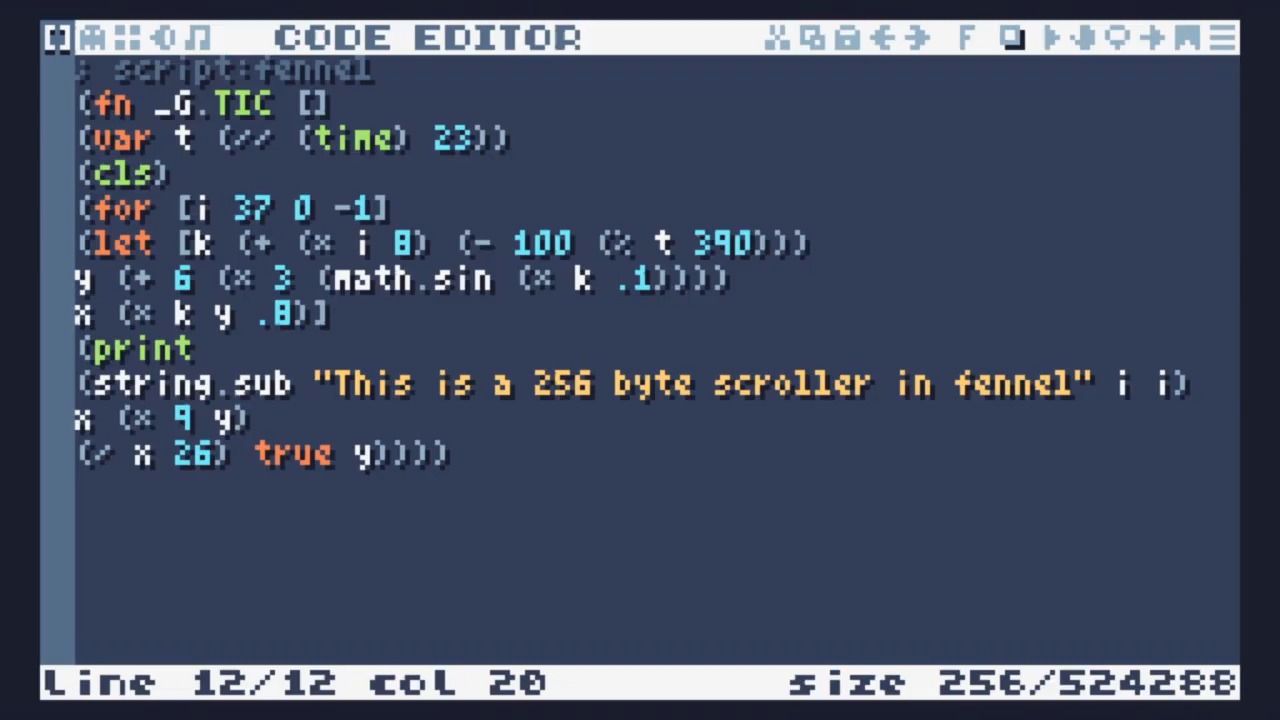 CODE EDITOR
; script:fennel
(fn _G.TIC []
(var t (// (time) 23))
(cls)
(for [i 37 0 -1]
(let [k (+ (* i 8) (- 100 (% t 390)))
y (+ 6 (* 3 (math.sin (* k .1))))
x (* k y .8)]
(print
(string.sub "This is a 256 byte scroller in fennel" i i)
x (* 9 y)
(/ x 26) true y))))
Line 12/12 col 20
size 256/524288